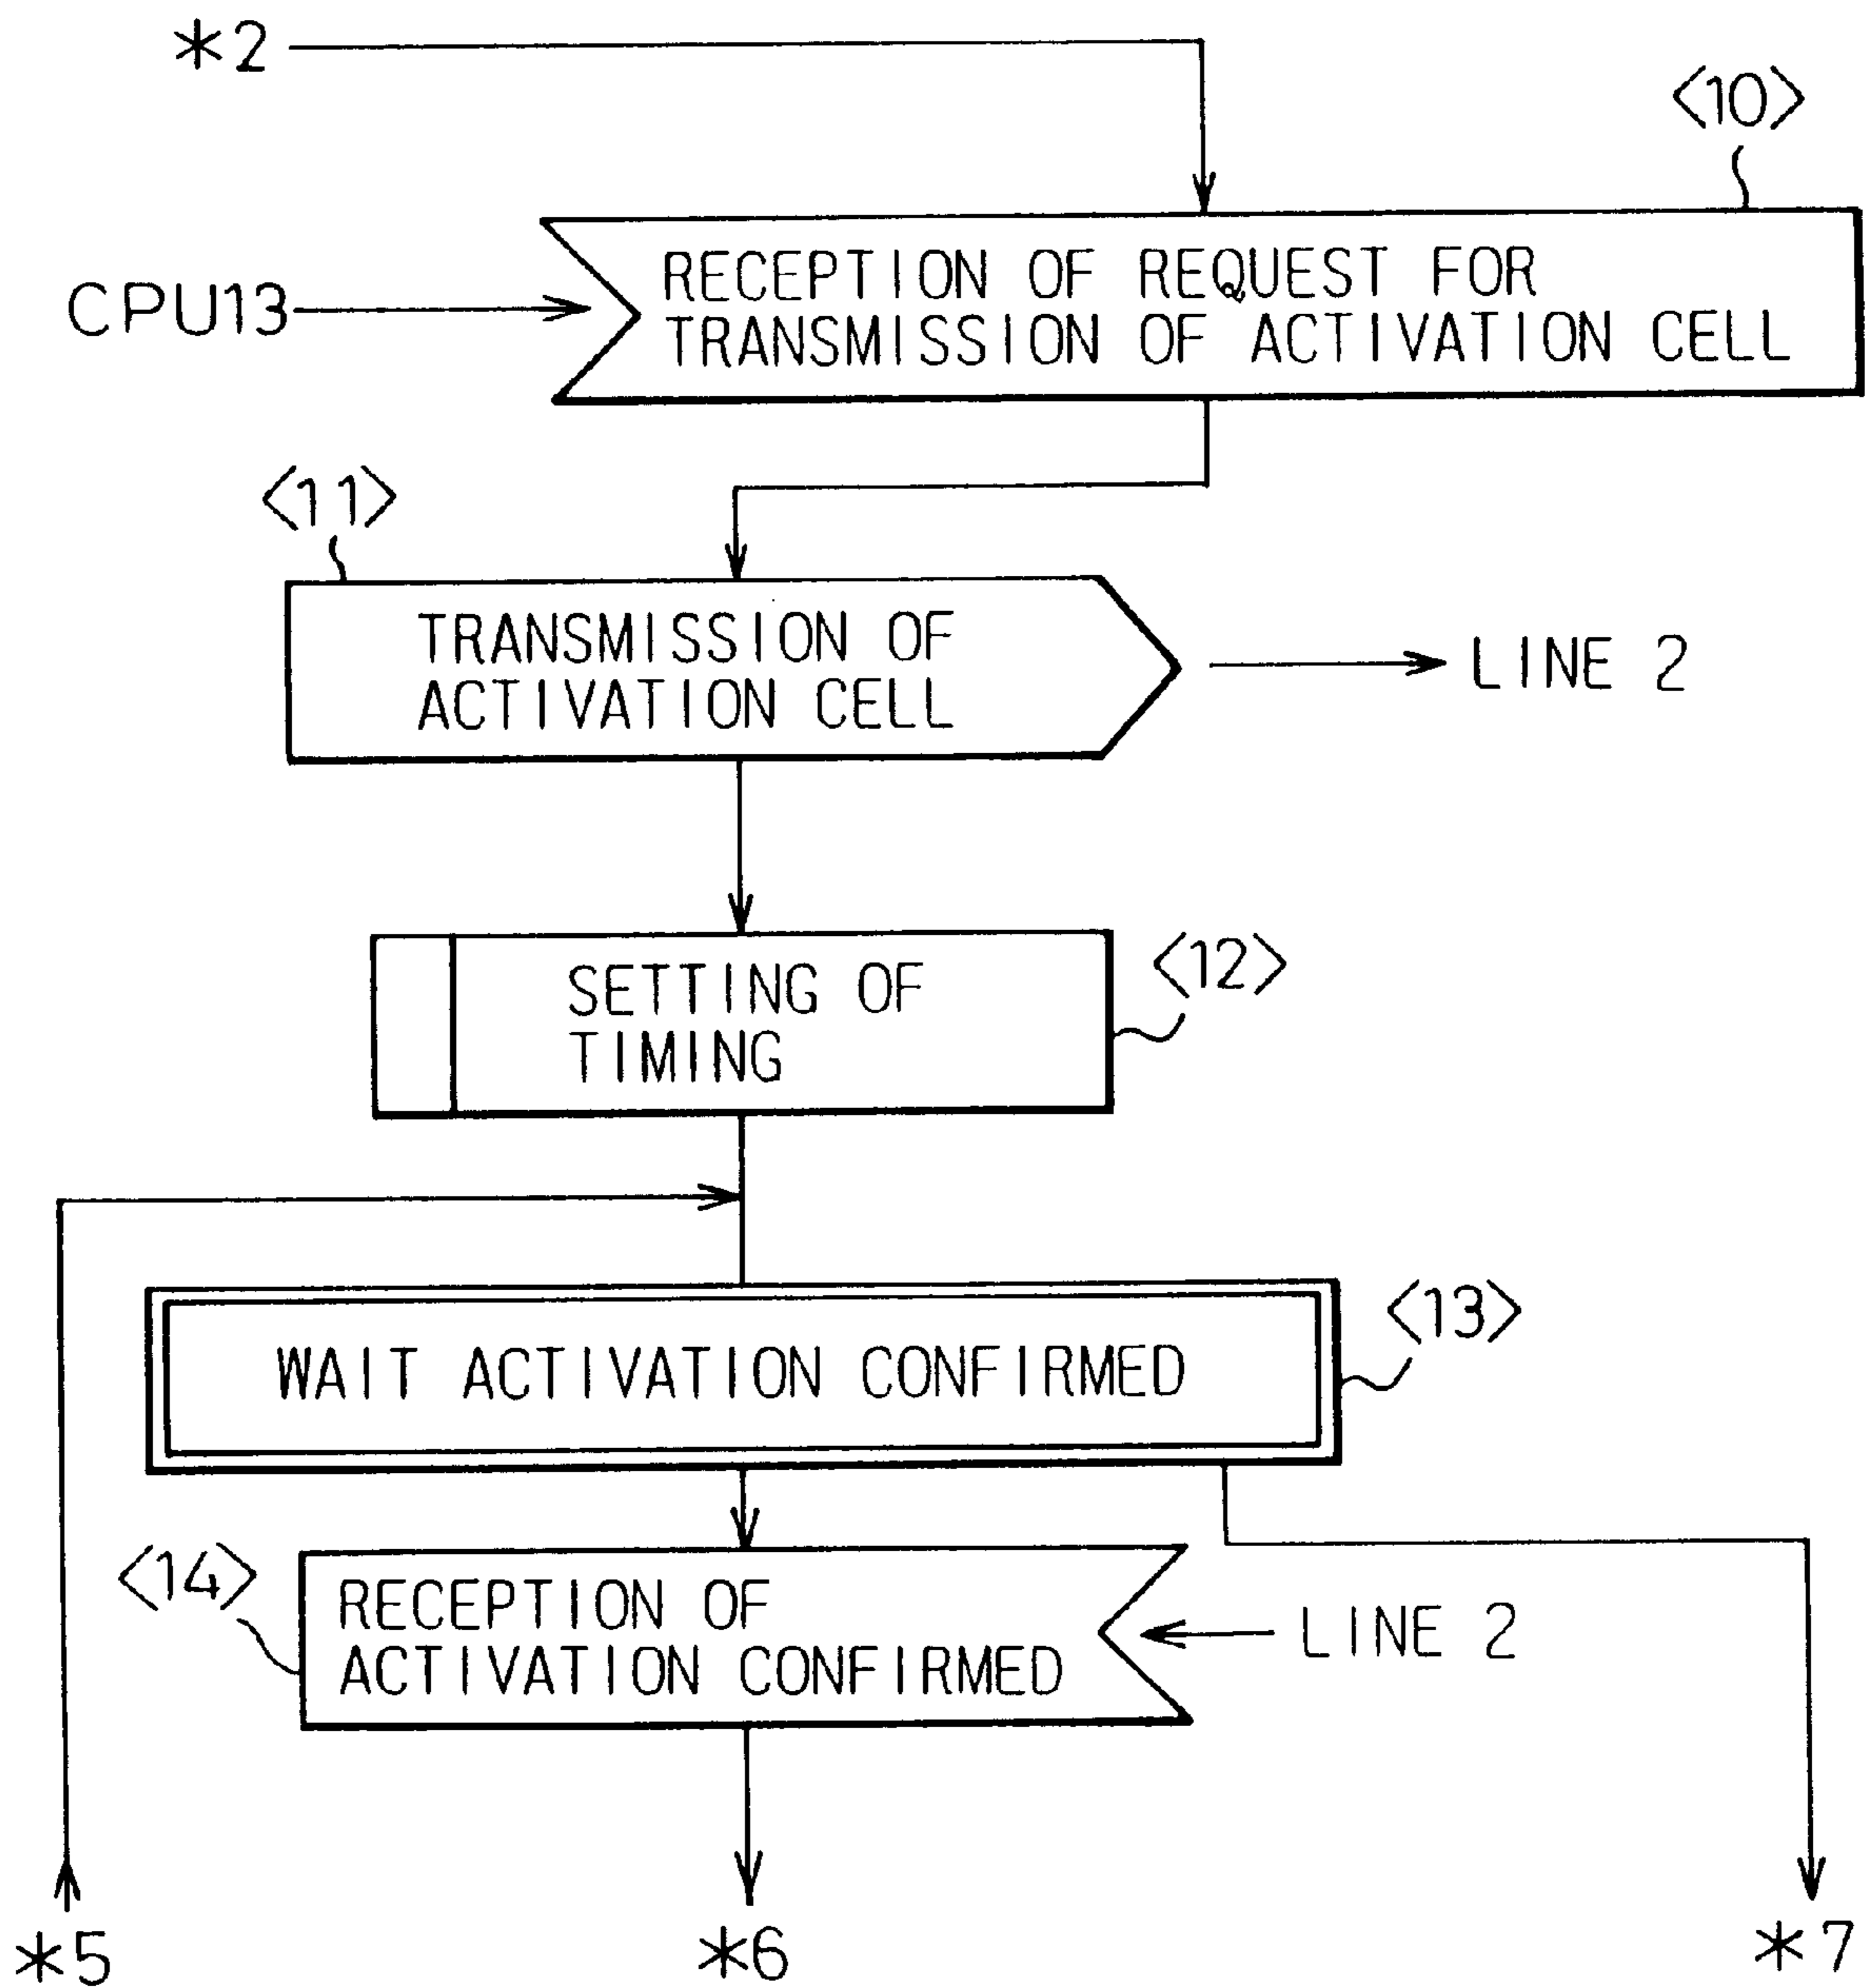 *2
<10>
CPU13
RECEPTION OF REQUEST FOR
TRANSMISSION OF ACTIVATION CELL
<11>
TRANSMISSION OF
ACTIVATION CELL
LINE 2
<12>
SETTING OF
TIMING
<13>
WAIT ACTIVATION CONFIRMED
<14>
RECEPTION OF
ACTIVATION CONFIRMED
LINE 2
*5
*6
*7